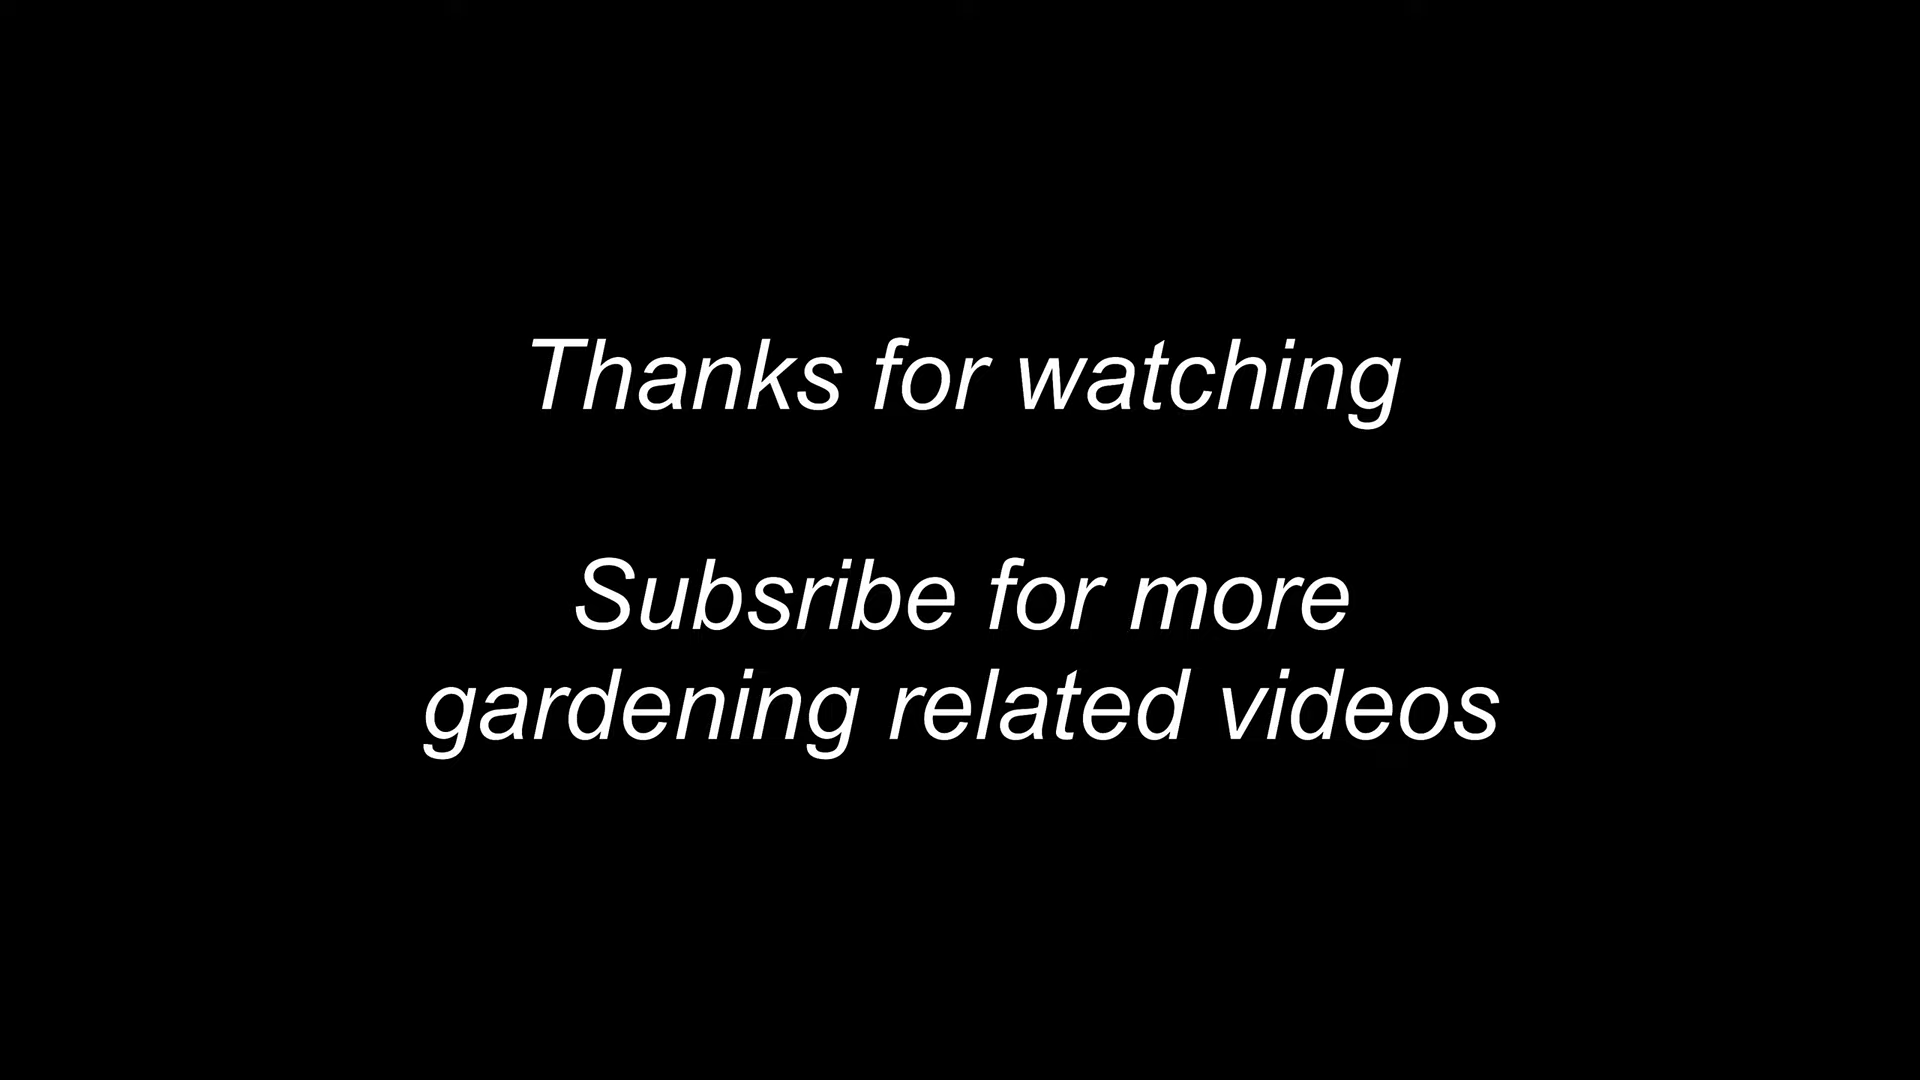 Thanks for watching
Subsribe for more
gardening related videos